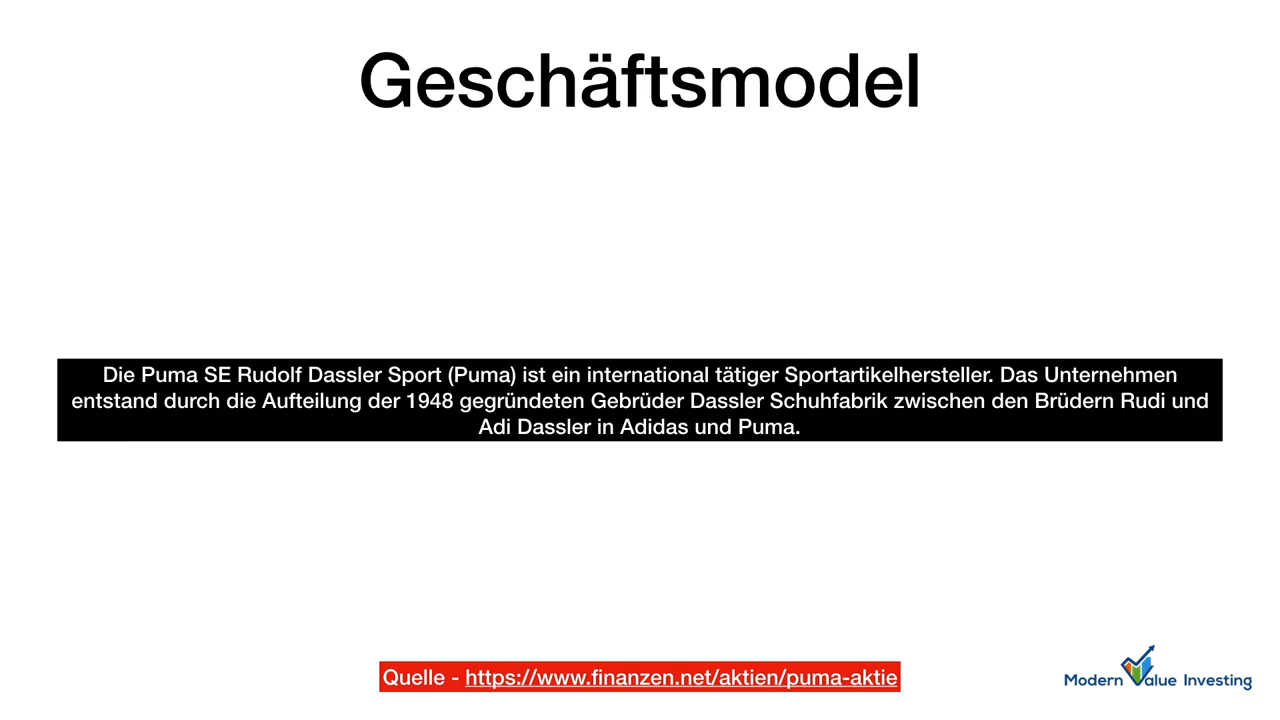 Geschäftsmodel
Die Puma SE Rudolf Dassler Sport (Puma) ist ein international tätiger Sportartikelhersteller. Das Unternehmen
entstand durch die Aufteilung der 1948 gegründeten Gebrüder Dassler Schuhfabrik zwischen den Brüdern Rudi und
Adi Dassler in Adidas und Puma.
Quelle - https://www.finanzen.net/aktien/puma-aktie
Modern Value Investing